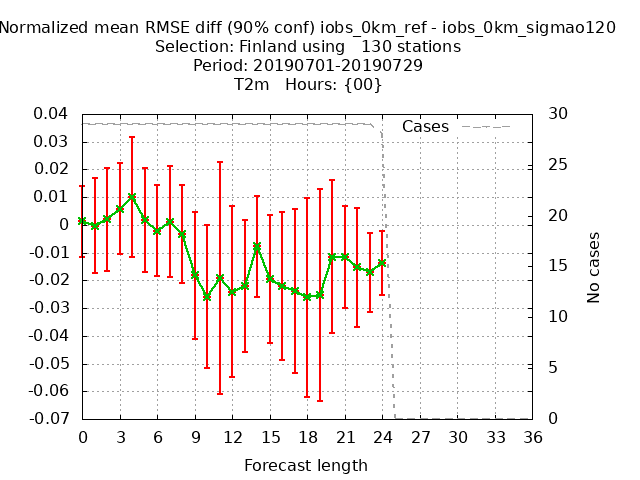 Normalized mean RMSE diff (90% conf) iobs_0km_ref - iobs_0km_sigmao120
Selection: Finland using 130 stations
Period: 20190701-20190729
T2m Hours: {00}
Cases
0.04
0.03
0.02
0.01
0
-0.01
-0.02
-0.03
-0.04
-0.05
-0.06
-0.07
30
25
20
15
10
5
0
No cases
0 3 6 9 12 15 18 21 24 27 30 33 36
Forecast length